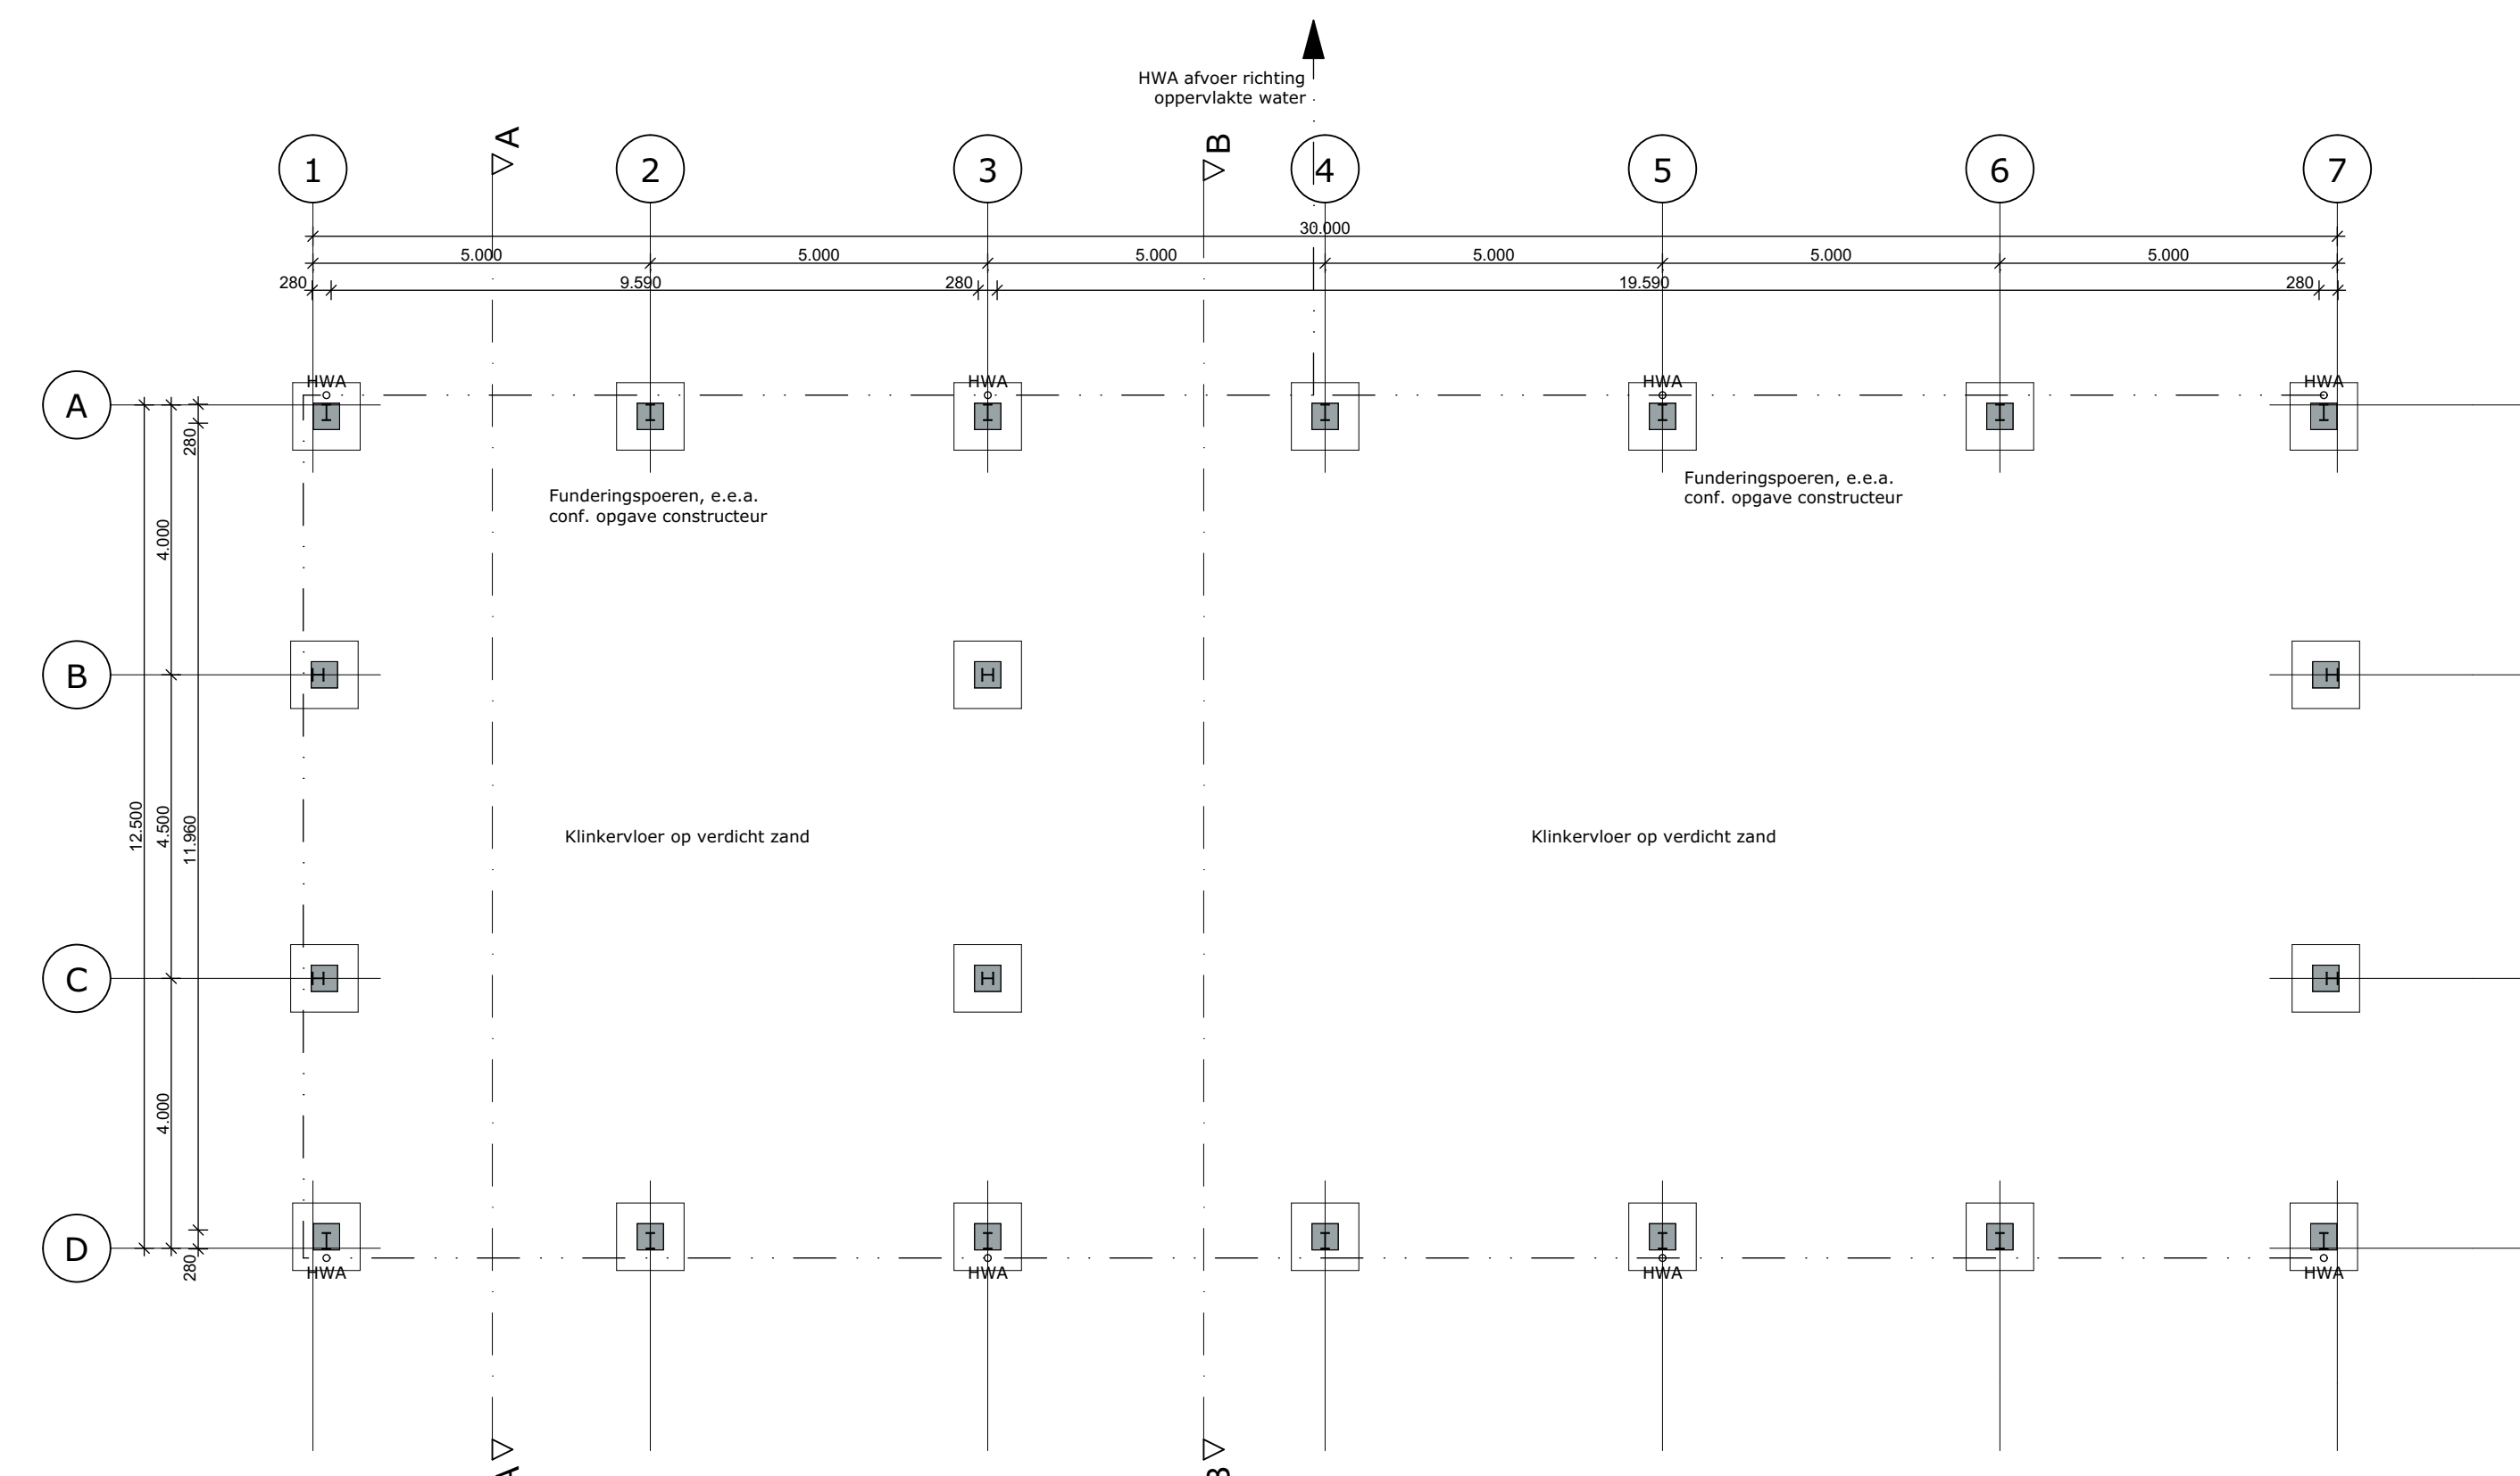 HWA afvoer richting
oppervlakte water
A
B
1
2
3
4
5
6
7
30.000
5.000
5.000
5.000
5.000
5.000
5.000
280
9.590
280
19.590
280
HWA
HWA
HWA
HWA
A
I
I
I
I
I
I
I
280
Funderingspoeren, e.e.a.
conf. opgave constructeur
Funderingspoeren, e.e.a.
conf. opgave constructeur
4.000
B
H
H
H
12.500
4.500
11.960
Klinkervloer op verdicht zand
Klinkervloer op verdicht zand
C
H
H
H
4.000
D
I
I
I
I
I
I
I
280
HWA
HWA
HWA
HWA
A
B